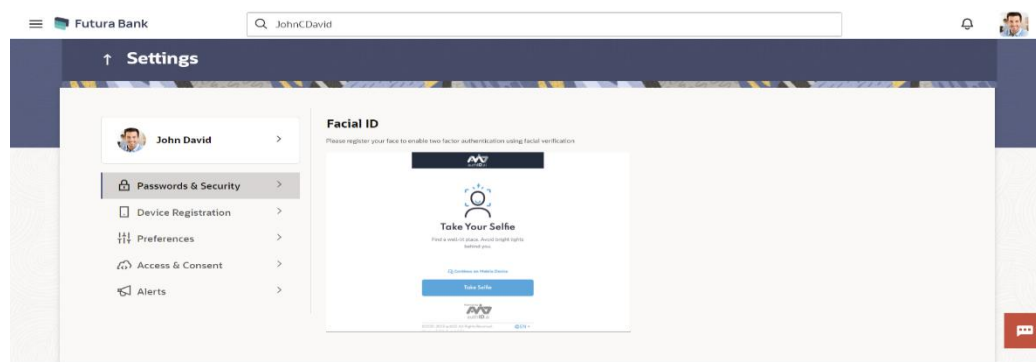 Futura Bank
JohnCDavid
Settings
John David
Passwords & Security
Device Registration
Preferences
Access & Consent
Alerts
Facial ID
Please register your face to enable two factor authentication using facial verification
Take Your Selfie
Find a well-lit place. Avoid bright lights
behind you.
Continue on Mobile Device
Take Selfie